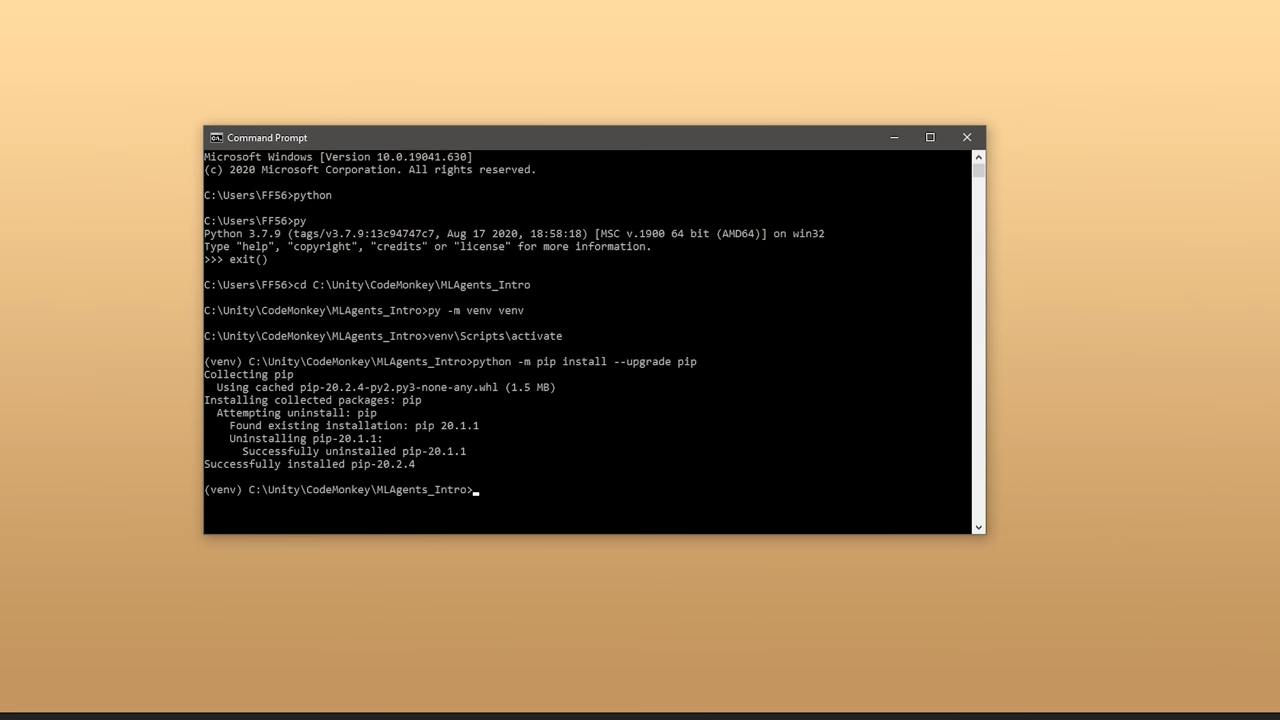 Command Prompt
Microsoft Windows [Version 10.0.19041.630]
(c) 2020 Microsoft Corporation. All rights reserved.
C:\Users\FF56>python
C:\Users\FF56>py
Python 3.7.9 (tags/v3.7.9:13c94747c7, Aug 17 2020, 18:58:18) [MSC v.1900 64 bit (AMD64)] on win32
Type "help", "copyright", "credits" or "license" for more information.
>>> exit()
C:\Users\FF56>cd C:\Unity\CodeMonkey\MLAgents_Intro
C:\Unity\CodeMonkey\MLAgents_Intro>py -m venv venv
C:\Unity\CodeMonkey\MLAgents_Intro>venv\Scripts\activate
(venv) C:\Unity\CodeMonkey\MLAgents_Intro>python -m pip install --upgrade pip
Collecting pip
Using cached pip-20.2.4-py2.py3-none-any.whl (1.5 MB)
Installing collected packages: pip
Attempting uninstall: pip
Found existing installation: pip 20.1.1
Uninstalling pip-20.1.1:
Successfully uninstalled pip-20.1.1
Successfully installed pip-20.2.4
(venv) C:\Unity\CodeMonkey\MLAgents_Intro>